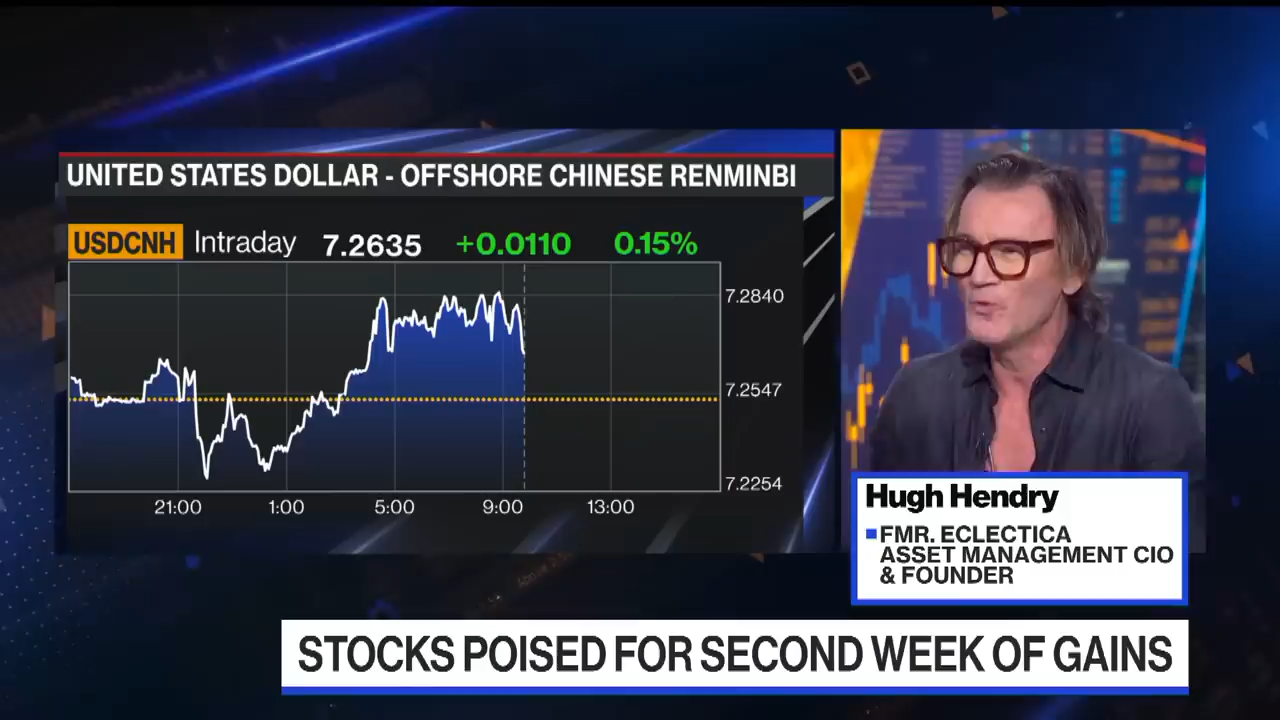 UNITED STATES DOLLAR - OFFSHORE CHINESE RENMINBI
USDCNH Intraday 7.2635 +0.0110 0.15%
7.2840
7.2547
7.2254
21:00 1:00 5:00 9:00 13:00
Hugh Hendry
FMR. ECLECTICA
ASSET MANAGEMENT CIO
& FOUNDER
STOCKS POISED FOR SECOND WEEK OF GAINS